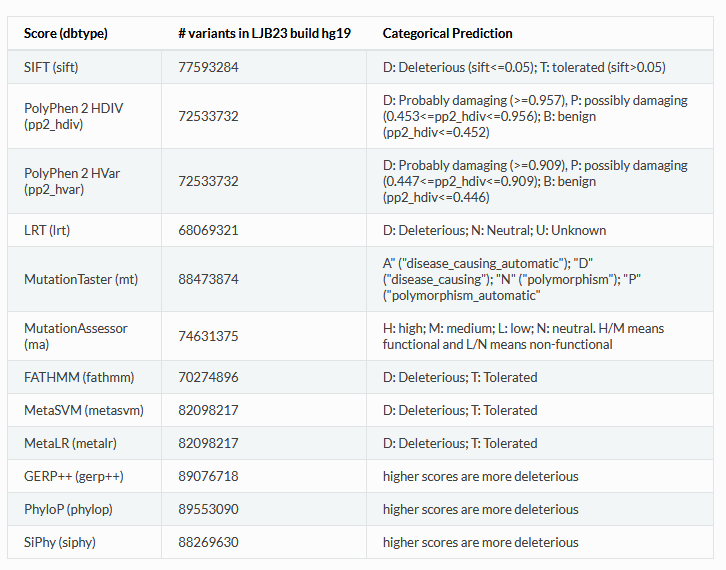 Score (dbtype) # variants in LJB23 build hg19 Categorical Prediction
SIFT (sift) 77593284 D: Deleterious (sift<=0.05); T: tolerated (sift>0.05)
PolyPhen 2 HDIV (pp2_hdiv) 72533732 D: Probably damaging (>=0.957), P: possibly damaging
(0.453<=pp2_hdiv<=0.956); B: benign
(pp2_hdiv<=0.452)
PolyPhen 2 HVar (pp2_hvar) 72533732 D: Probably damaging (>=0.909), P: possibly damaging
(0.447<=pp2_hdiv<=0.909); B: benign
(pp2_hdiv<=0.446)
LRT (lrt) 68069321 D: Deleterious; N: Neutral; U: Unknown
MutationTaster (mt) 88473874 A" ("disease_causing_automatic"); "D"
("disease_causing"); "N" ("polymorphism"); "P"
("polymorphism_automatic"
MutationAssessor (ma) 74631375 H: high; M: medium; L: low; N: neutral. H/M means
functional and L/N means non-functional
FATHMM (fathmm) 70274896 D: Deleterious; T: Tolerated
MetaSVM (metasvm) 82098217 D: Deleterious; T: Tolerated
MetaLR (metalr) 82098217 D: Deleterious; T: Tolerated
GERP++ (gerp++) 89076718 higher scores are more deleterious
PhyloP (phylop) 89553090 higher scores are more deleterious
SiPhy (siphy) 88269630 higher scores are more deleterious